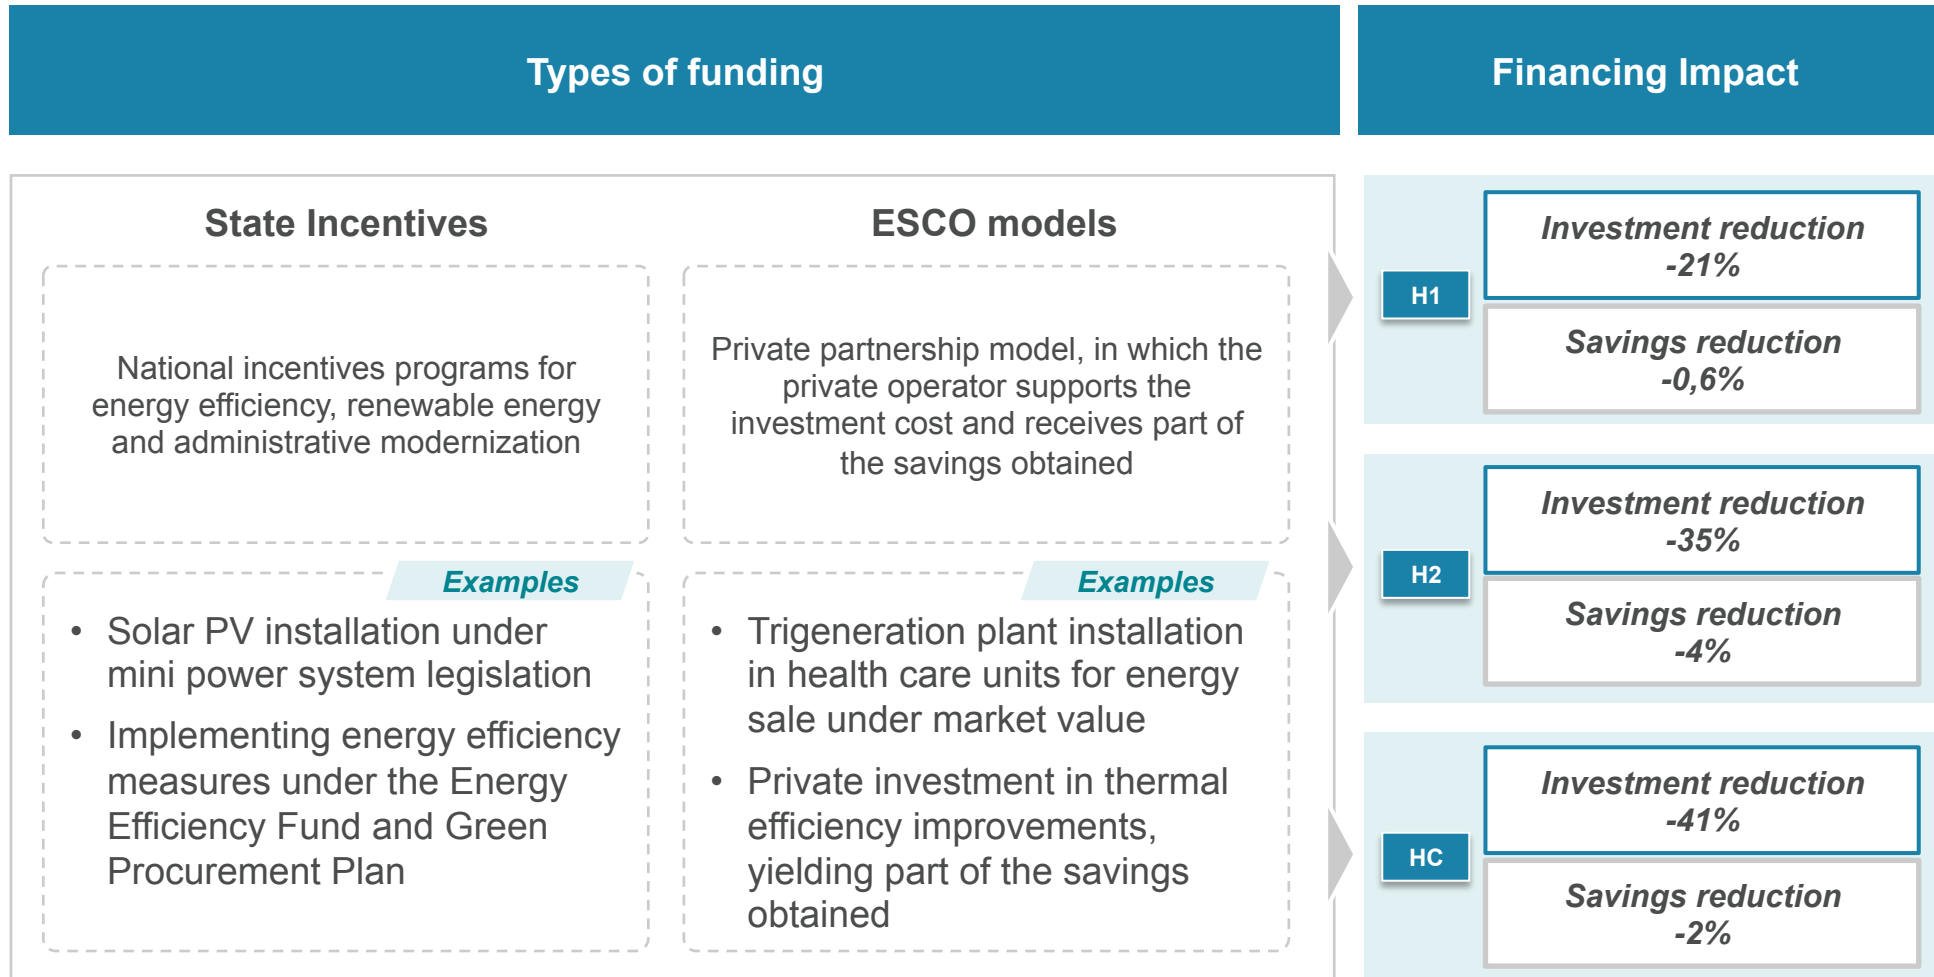 Types of funding
Financing Impact
State Incentives
National incentives programs for
energy efficiency, renewable energy
and administrative modernization
Examples
• Solar PV installation under
mini power system legislation
• Implementing energy efficiency
measures under the Energy
Efficiency Fund and Green
Procurement Plan
ESCO models
Private partnership model, in which the
private operator supports the
investment cost and receives part of
the savings obtained
Examples
• Trigeneration plant installation
in health care units for energy
sale under market value
• Private investment in thermal
efficiency improvements,
yielding part of the savings
obtained
H1
Investment reduction
-21%
Savings reduction
-0,6%
H2
Investment reduction
-35%
Savings reduction
-4%
HC
Investment reduction
-41%
Savings reduction
-2%